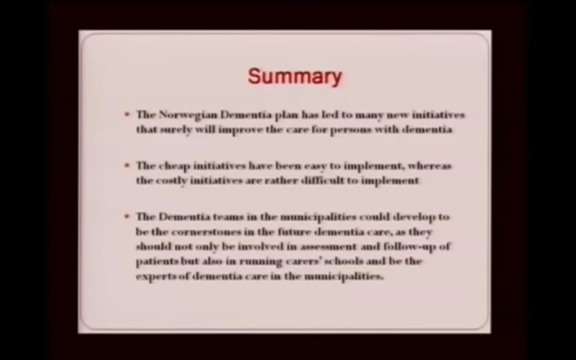 Summary
The Norwegian Dementia plan has led to many new initiatives
that surely will improve the care for persons with dementia
The cheap initiatives have been easy to implement, whereas
the costly initiatives are rather difficult to implement
The Dementia teams in the municipalities could develop to
be the cornerstones in the future dementia care, as they
should not only be involved in assessment and follow-up of
patients but also in running carers' schools and be the
experts of dementia care in the municipalities.